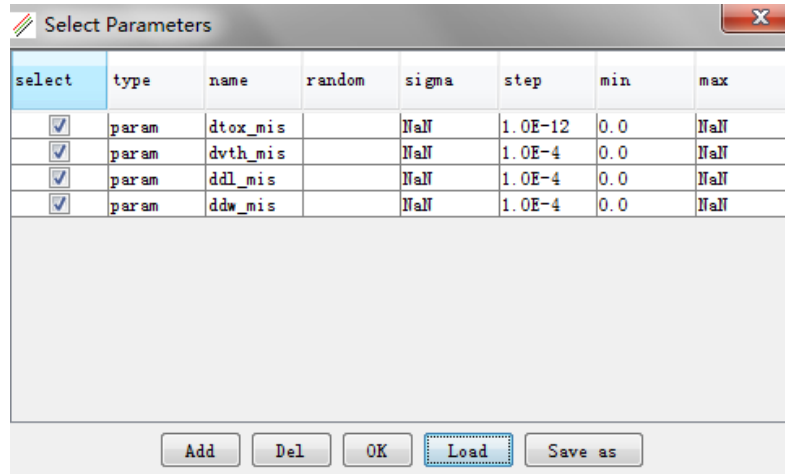 Select Parameters
select type name random sigma step min max
param dtox_mis NaN 1.0E-12 0.0 NaN
param dvth_mis NaN 1.0E-4 0.0 NaN
param ddl_mis NaN 1.0E-4 0.0 NaN
param ddw_mis NaN 1.0E-4 0.0 NaN
Add Del OK Load Save as